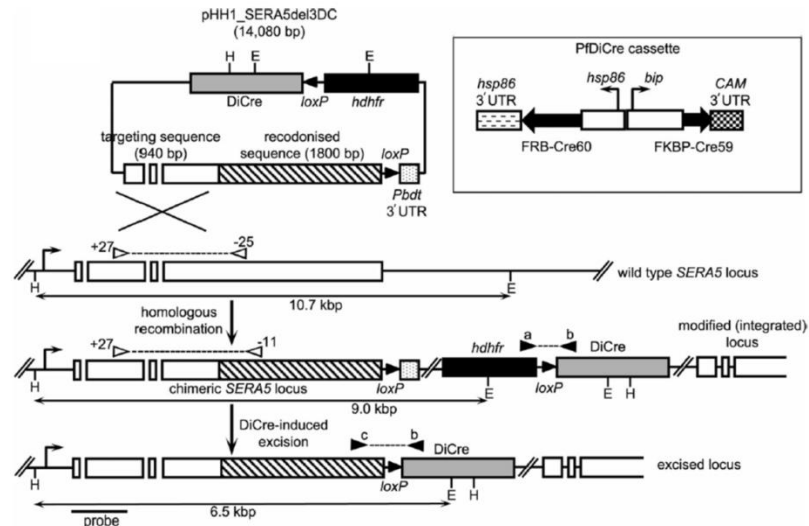 pHH1_SERA5del3DC
(14,080 bp)
H E E
DiCre loxP hdhfr
targeting sequence (940 bp) recodonised sequence (1800 bp) loxP
Pbdt
3′ UTR
PfDiCre cassette
hsp86
3′UTR
hsp86 bip
CAM
3′UTR
FRB-Cre60 FKBP-Cre59
+27 -25
wild type SERA5 locus
H E
10.7 kbp
homologous
recombination
+27 -11
hdhfr a b DiCre
modified (integrated)
locus
H chimeric SERA5 locus loxP E loxP E H
9.0 kbp
DiCre-induced
excision
c b
DiCre
excised locus
H loxP E H
6.5 kbp
probe